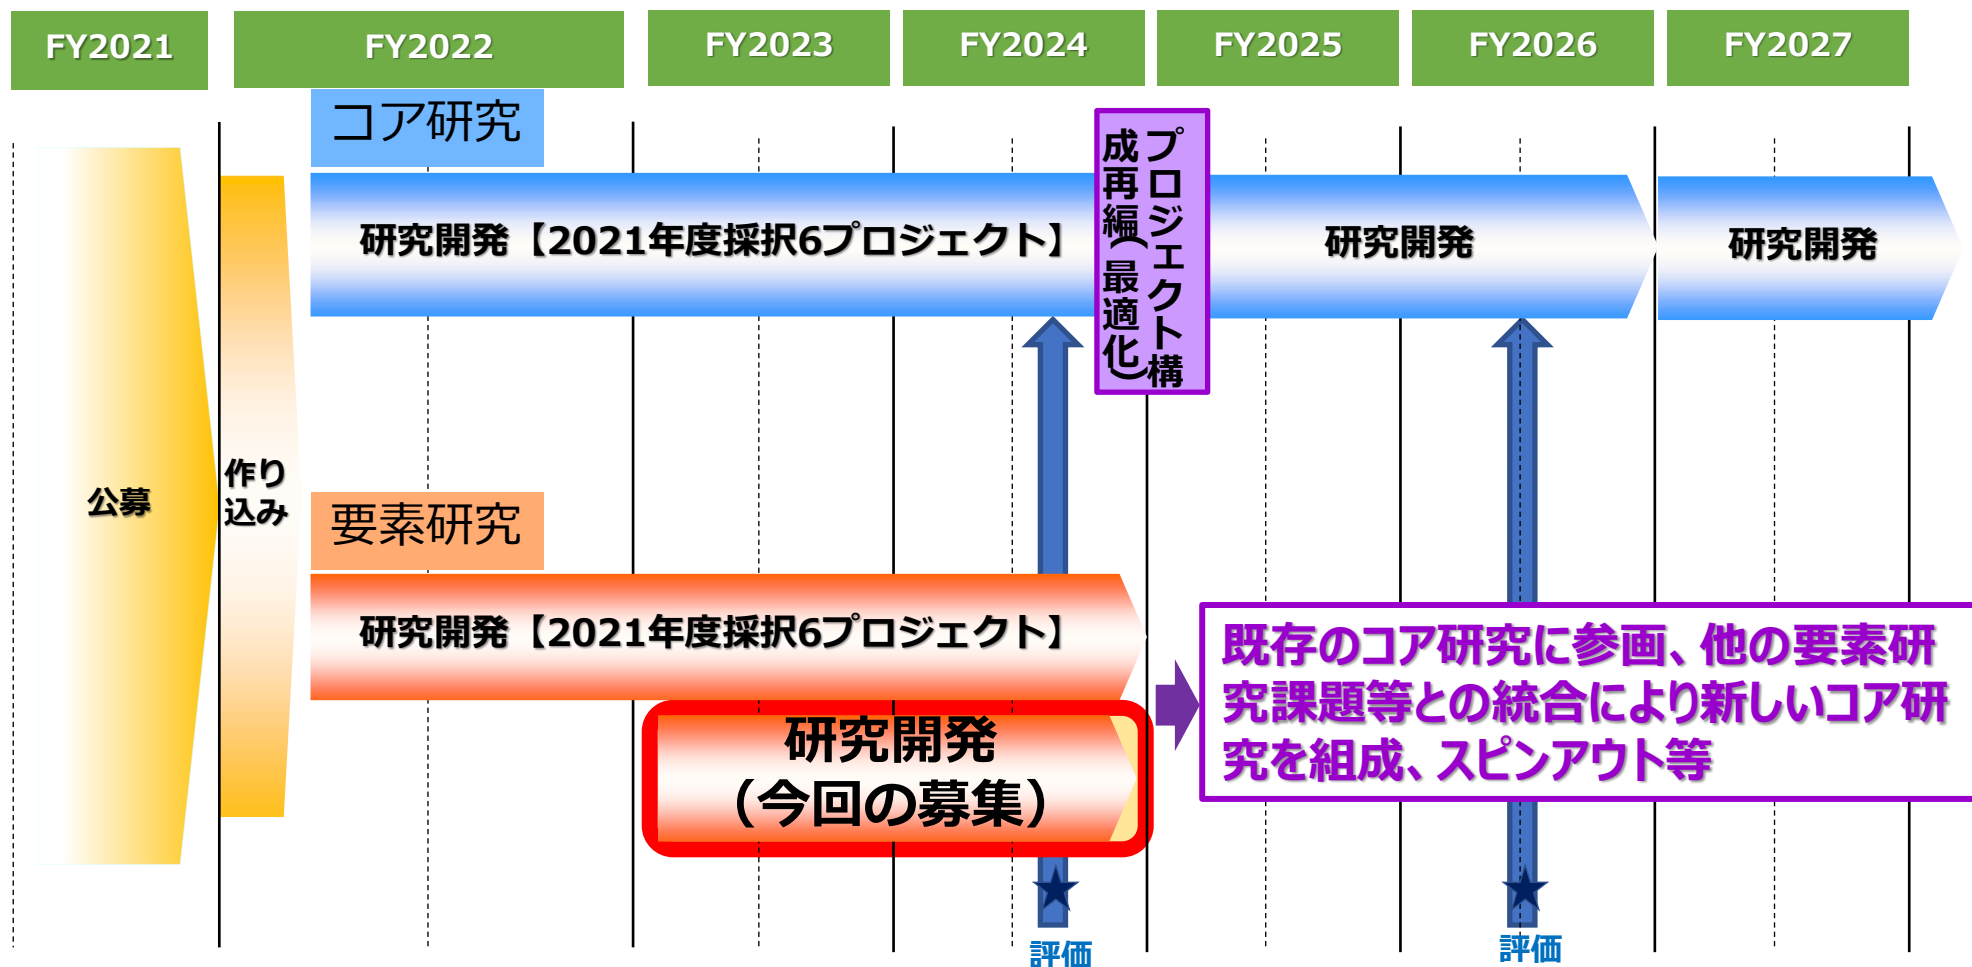 FY2021
FY2022
FY2023
FY2024
FY2025
FY2026
FY2027
コア研究
研究開発【2021年度採択6プロジェクト】
プロジェクト構
成再編（最適化）
研究開発
研究開発
公募
作り
込み
要素研究
研究開発【2021年度採択6プロジェクト】
研究開発
（今回の募集）
既存のコア研究に参画、他の要素研
究課題等との統合により新しいコア研
究を組成、スピンアウト等
評価
評価